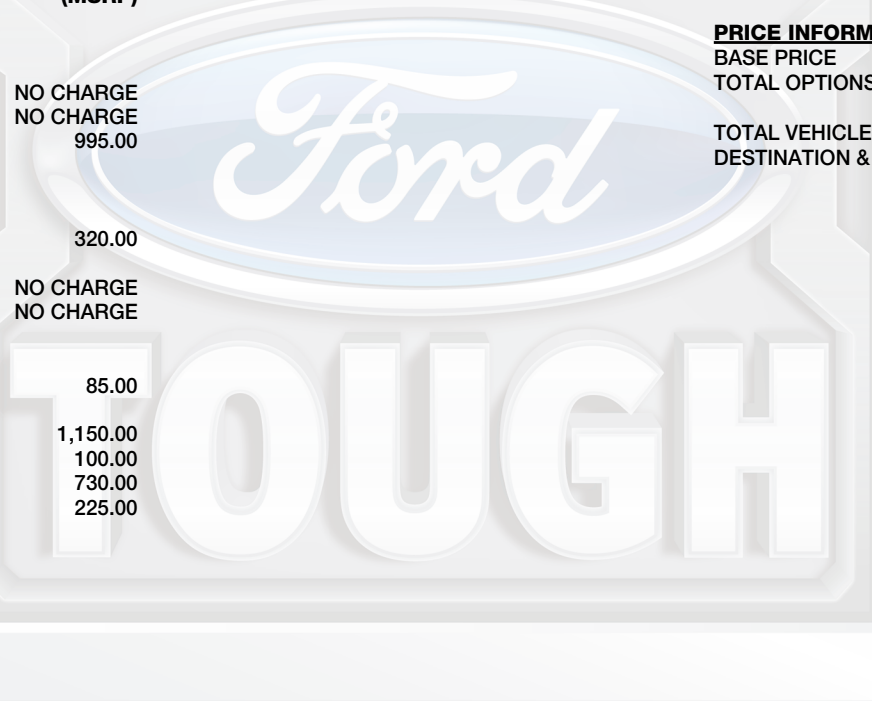 (MSRP)
NO CHARGE
NO CHARGE
995.00
320.00
NO CHARGE
NO CHARGE
85.00
1,150.00
100.00
730.00
225.00
PRICE INFORM
BASE PRICE
TOTAL OPTIONS
TOTAL VEHICLE
DESTINATION &
Ford
TOUGH